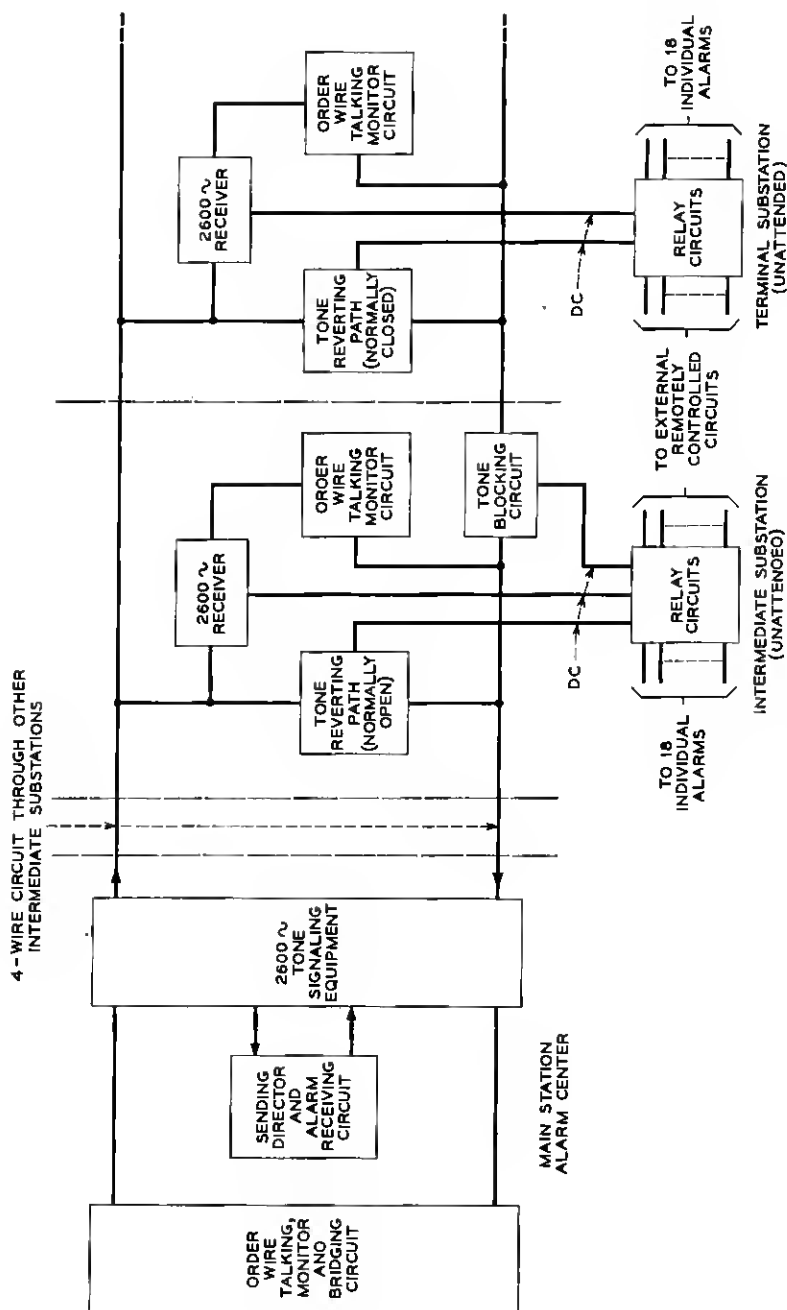 4-WIRE CIRCUIT THROUGH OTHER
INTERMEDIATE SUBSTATIONS
ORDER
WIRE
TALKING,
MONITOR
AND
BRIDGING
CIRCUIT
SENDING
DIRECTOR
AND
ALARM
RECEIVING
CIRCUIT
2600~
TONE
SIGNALING
EQUIPMENT
MAIN STATION
ALARM CENTER
2600~
RECEIVER
ORDER
WIRE
TALKING
MONITOR
CIRCUIT
TONE
REVERTING
PATH
(NORMALLY
OPEN)
TONE
BLOCKING
CIRCUIT
DC
RELAY
CIRCUITS
TO 18
INDIVIDUAL
ALARMS
TO EXTERNAL
REMOTELY
CONTROLLED
CIRCUITS
INTERMEDIATE SUBSTATION
(UNATTENOEO)
2600~
RECEIVER
ORDER
WIRE
TALKING
MONITOR
CIRCUIT
TONE
REVERTING
PATH
(NORMALLY
CLOSED)
DC
RELAY
CIRCUITS
TO 18
INDIVIDUAL
ALARMS
TERMINAL SUBSTATION
(UNATTENDED)